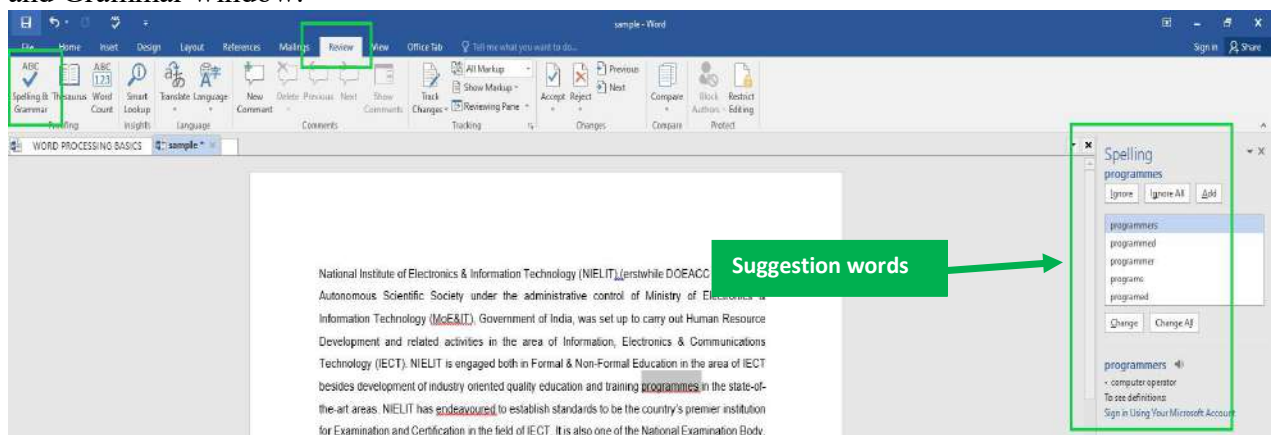 and Grammar window.
sample - Word
File Home Insert Design Layout References Mailings Review View Office Tab Tell me what you want to do... Sign in Share
ABC
Spelling & Grammar
Thesaurus
ABC 123
Word Count
Smart Lookup
Translate
Language
New Comment
Delete
Previous
Next
Show Comments
Track Changes
All Markup
Show Markup
Reviewing Pane
Accept
Reject
Previous
Next
Compare
Block Authors
Restrict Editing
Proofing Insights Language Comments Tracking Changes Compare Protect
WORD PROCESSING BASICS sample *
Spelling
programmes
Ignore Ignore All Add
programmers
programmed
programmer
programs
programed
Change Change All
programmers
• computer operator
To see definitions:
Sign in Using Your Microsoft Account
Suggestion words
National Institute of Electronics & Information Technology (NIELIT),(erstwhile DOEACC
Autonomous Scientific Society under the administrative control of Ministry of Electronics &
Information Technology (MoE&IT), Government of India, was set up to carry out Human Resource
Development and related activities in the area of Information, Electronics & Communications
Technology (IECT). NIELIT is engaged both in Formal & Non-Formal Education in the area of IECT
besides development of industry oriented quality education and training programmes in the state-of-
the-art areas. NIELIT has endeavoured to establish standards to be the country's premier institution
for Examination and Certification in the field of IECT. It is also one of the National Examination Body,